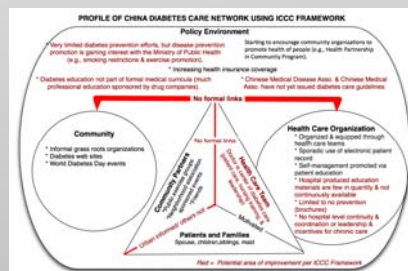 PROFILE OF CHINA DIABETES CARE NETWORK USING ICCC FRAMEWORK
Policy Environment
* Very limited diabetes prevention efforts, but disease prevention
promotion is gaining interest with the Ministry of Public Health
(e.g., smoking restrictions & exercise promotion).
Starting to encourage community organizations to
promote health of people (e.g., Health Partnership
in Community Program).
* Increasing health insurance coverage
* Diabetes education not part of formal medical curricula (much
professional education sponsored by drug companies).
* Chinese Medical Disease Asso. & Chinese Medical
Asso. have not yet issued diabetes care guidelines
No formal links
Community
• Informal grass roots organizations
• Diabetes web sites
• World Diabetes Day events
Community Partners
No formal links
Health Care Team
Health Care Organization
• Organized & equipped through
health care teams
• Sporadic use of electronic patient
record
• Self-management promoted via
patient education
• Hospital produced education
materials are few in quantity & not
continuously available
• Limited to no prevention
(brochures)
• No hospital level continuity &
coordination or leadership &
incentives for chronic care
Urban informed/ others not
Motivated
Patients and Families
Spouse, children, siblings, maid
Red = Potential area of improvement per ICCC Framework